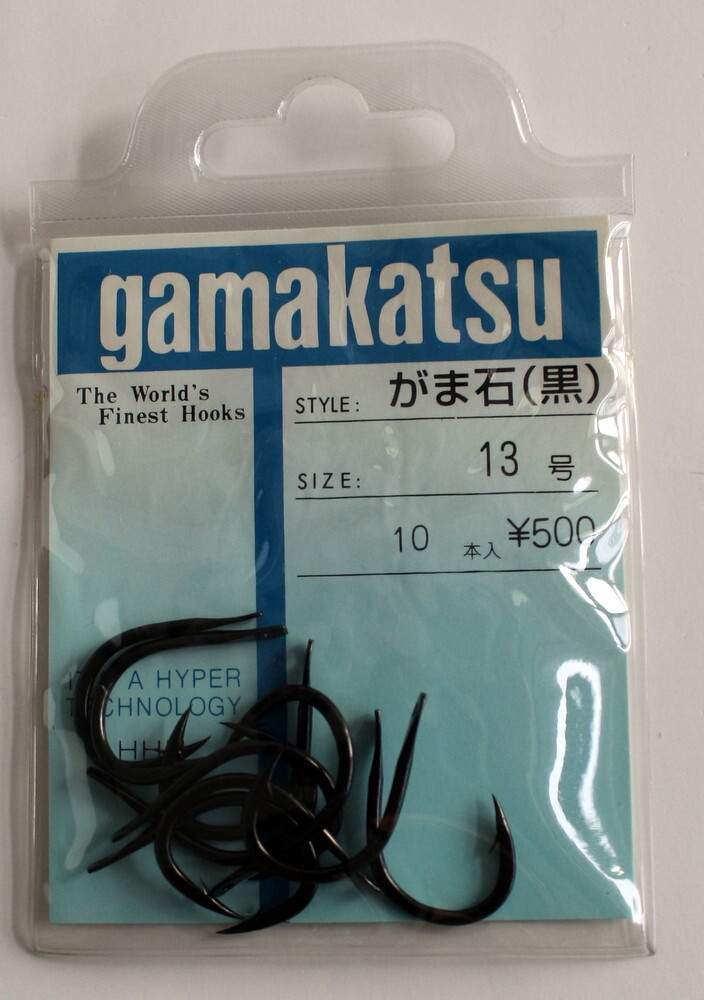 gamakatsu
The World's
Finest Hooks
STYLE: がま石(黒)
SIZE: 13 号
10 本入 ¥500
A HYPER
TECHNOLOGY
HH